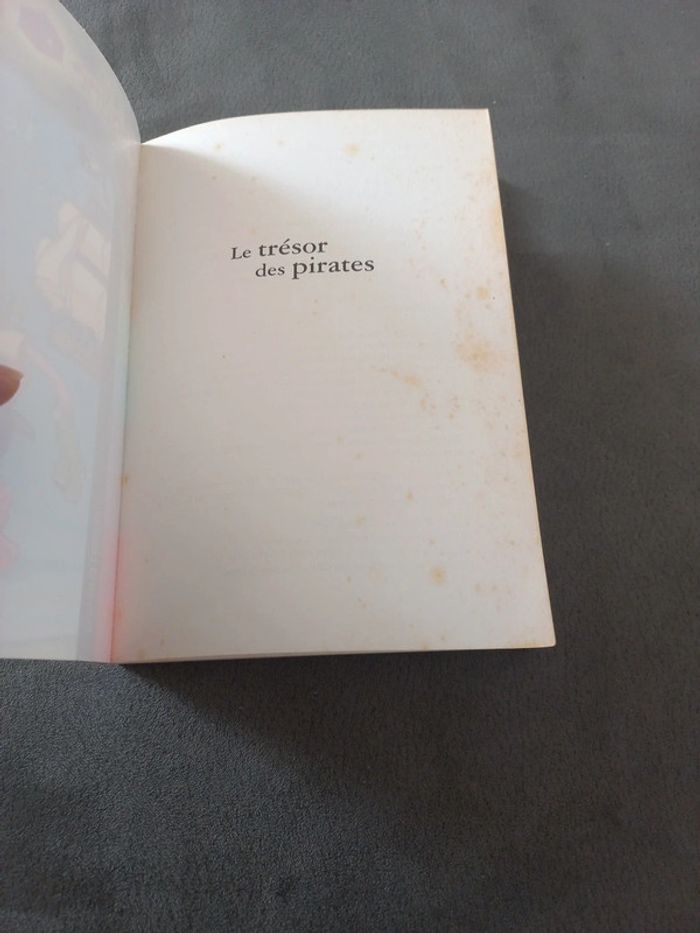 Le trésor
des pirates